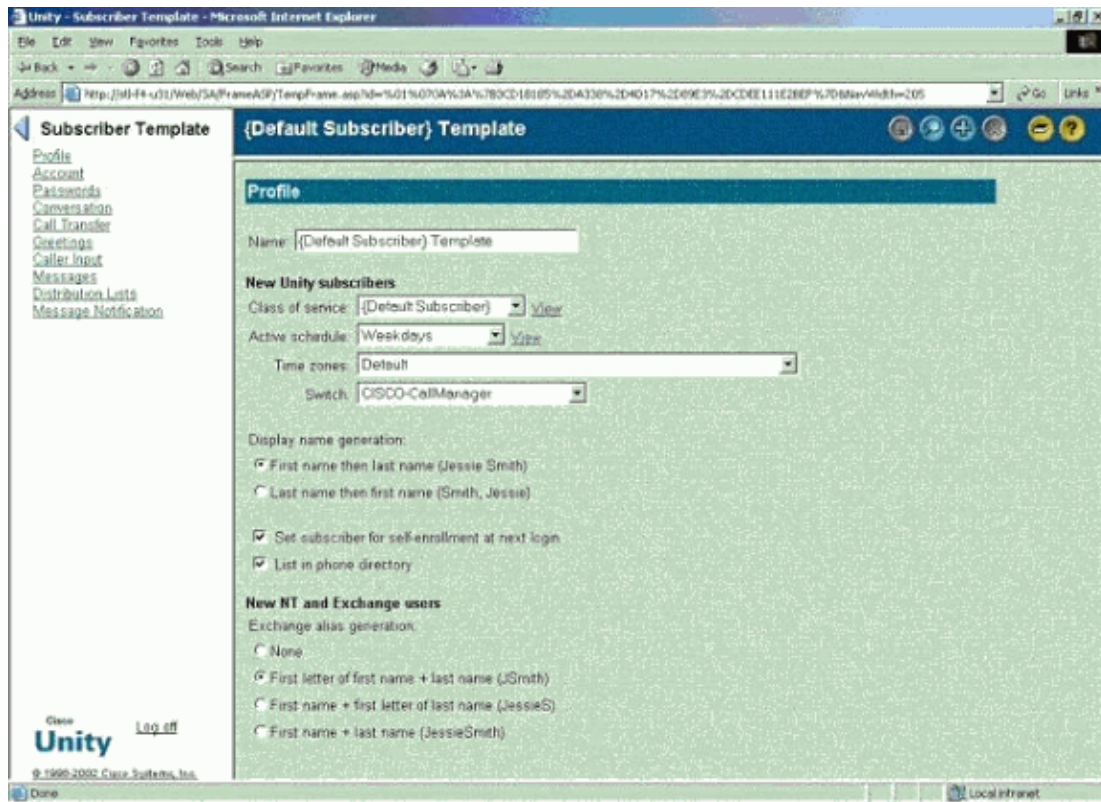 Unity - Subscriber Template - Microsoft Internet Explorer
File Edit View Favorites Tools Help
Back Search Favorites Media
Address Go Links
Subscriber Template
Profile
Account
Passwords
Conversation
Call Transfer
Greetings
Caller Input
Messages
Distribution Lists
Message Notification
{Default Subscriber} Template
Profile
Name: {Default Subscriber} Template
New Unity subscribers
Class of service: {Default Subscriber} View
Active schedule: Weekdays View
Time zones: Default
Switch: CISCO-CallManager
Display name generation:
First name then last name (Jessie Smith)
Last name then first name (Smith, Jessie)
Set subscriber for self-enrollment at next login
List in phone directory
New NT and Exchange users
Exchange alias generation:
None
First letter of first name + last name (JSmith)
First name + first letter of last name (JessieS)
First name + last name (JessieSmith)
Cisco
Unity
Log off
© 1998-2002 Cisco Systems, Inc.
Done
Local intranet